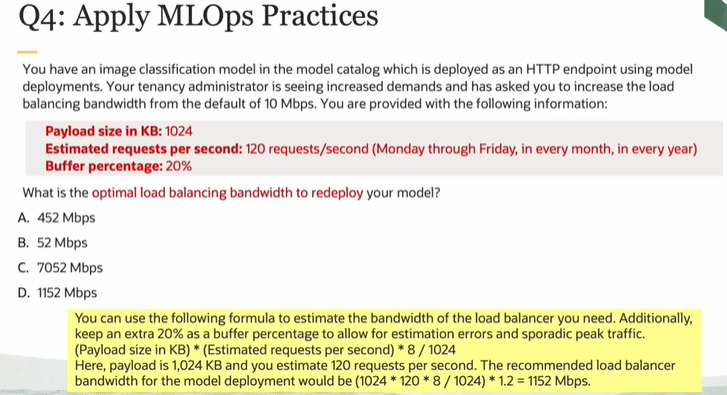 Q4: Apply MLOps Practices
You have an image classification model in the model catalog which is deployed as an HTTP endpoint using model
deployments. Your tenancy administrator is seeing increased demands and has asked you to increase the load
balancing bandwidth from the default of 10 Mbps. You are provided with the following information:
Payload size in KB: 1024
Estimated requests per second: 120 requests/second (Monday through Friday, in every month, in every year)
Buffer percentage: 20%
What is the optimal load balancing bandwidth to redeploy your model?
A. 452 Mbps
B. 52 Mbps
C. 7052 Mbps
D. 1152 Mbps
You can use the following formula to estimate the bandwidth of the load balancer you need. Additionally,
keep an extra 20% as a buffer percentage to allow for estimation errors and sporadic peak traffic.
(Payload size in KB) * (Estimated requests per second) * 8 / 1024
Here, payload is 1,024 KB and you estimate 120 requests per second. The recommended load balancer
bandwidth for the model deployment would be (1024 * 120 * 8 / 1024) * 1.2 = 1152 Mbps.